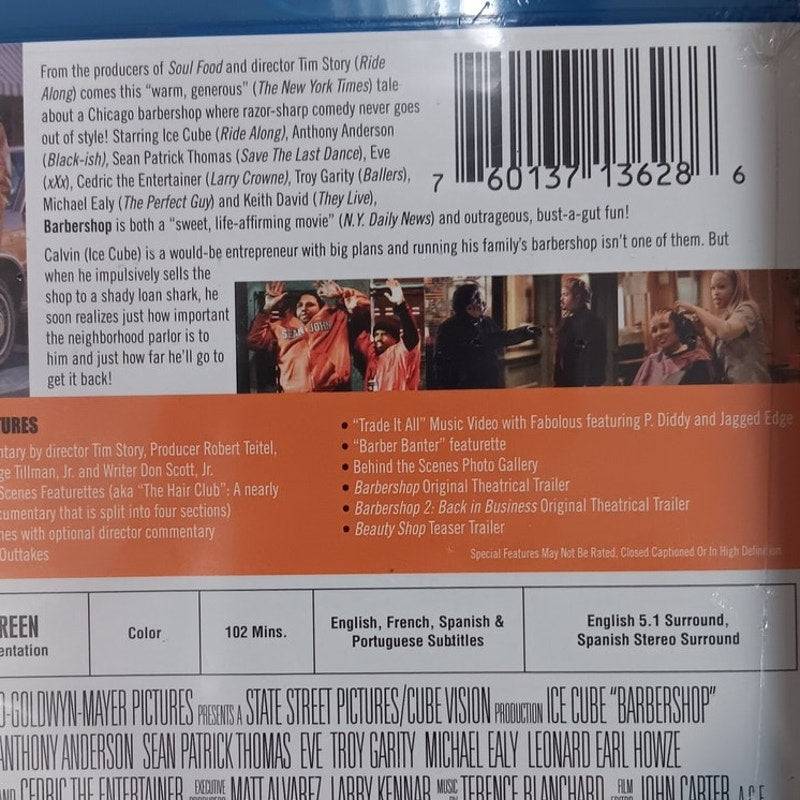 From the producers of Soul Food and director Tim Story (Ride
Along) comes this “warm, generous” (The New York Times) tale
about a Chicago barbershop where razor-sharp comedy never goes
out of style! Starring Ice Cube (Ride Along), Anthony Anderson
(Black-ish), Sean Patrick Thomas (Save The Last Dance), Eve
(xXx), Cedric the Entertainer (Larry Crowne), Troy Garity (Ballers),
Michael Ealy (The Perfect Guy) and Keith David (They Live),
Barbershop is both a “sweet, life-affirming movie” (N.Y. Daily News) and outrageous, bust-a-gut fun!
7 60137 13628 6
Calvin (Ice Cube) is a would-be entrepreneur with big plans and running his family’s barbershop isn’t one of them. But
when he impulsively sells the
shop to a shady loan shark, he
soon realizes just how important
the neighborhood parlor is to
him and just how far he’ll go to
get it back!
SEAN JOHN
URES
ntary by director Tim Story, Producer Robert Teitel,
ge Tillman, Jr. and Writer Don Scott, Jr.
Scenes Featurettes (aka “The Hair Club”: A nearly
cumentary that is split into four sections)
nes with optional director commentary
Outtakes
• “Trade It All” Music Video with Fabolous featuring P. Diddy and Jagged Edge
• “Barber Banter” featurette
• Behind the Scenes Photo Gallery
• Barbershop Original Theatrical Trailer
• Barbershop 2: Back in Business Original Theatrical Trailer
• Beauty Shop Teaser Trailer
Special Features May Not Be Rated, Closed Captioned Or In High Definition
REEN
entation
Color
102 Mins.
English, French, Spanish &
Portuguese Subtitles
English 5.1 Surround,
Spanish Stereo Surround
O-GOLDWYN-MAYER PICTURES PRESENTS A STATE STREET PICTURES/CUBE VISION PRODUCTION ICE CUBE “BARBERSHOP”
ANTHONY ANDERSON SEAN PATRICK THOMAS EVE TROY GARITY MICHAEL EALY LEONARD EARL HOWZE
AND CEDRIC THE ENTERTAINER EXECUTIVE PRODUCERS MATT ALVAREZ LARRY KENNAR MUSIC BY TERENCE BLANCHARD FILM EDITOR JOHN CARTER A.C.E.